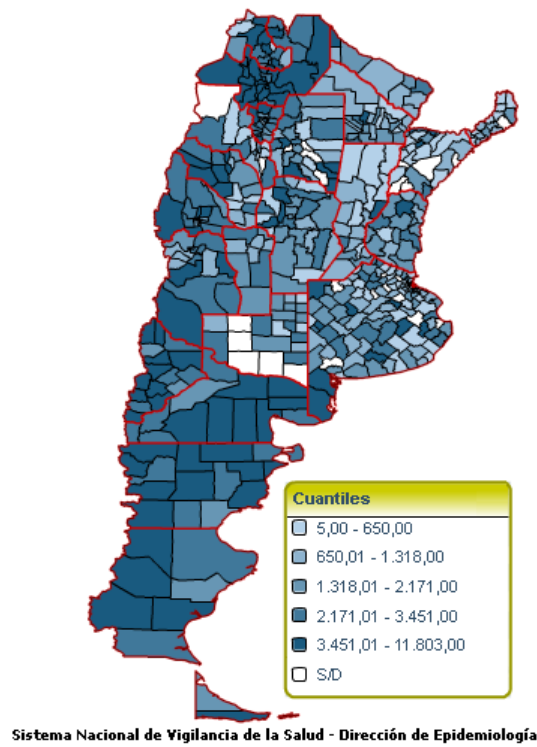 Cuantiles
5,00 - 650,00
650,01 - 1.318,00
1.318,01 - 2.171,00
2.171,01 - 3.451,00
3.451,01 - 11.803,00
S/D
Sistema Nacional de Vigilancia de la Salud - Dirección de Epidemiología